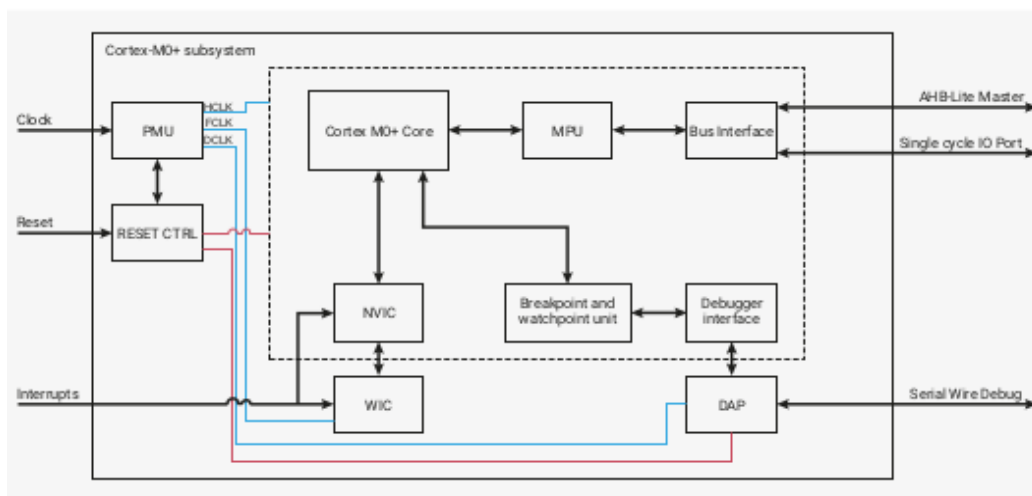 Cortex-M0+ subsystem
Clock
PMU
HCLK
FCLK
DCLK
Cortex M0+ Core
MPU
Bus Interface
AHB-Lite Master
Single cycle IO Port
Reset
RESET CTRL
NVIC
Breakpoint and
watchpoint unit
Debugger
interface
Interrupts
WIC
DAP
Serial Wire Debug